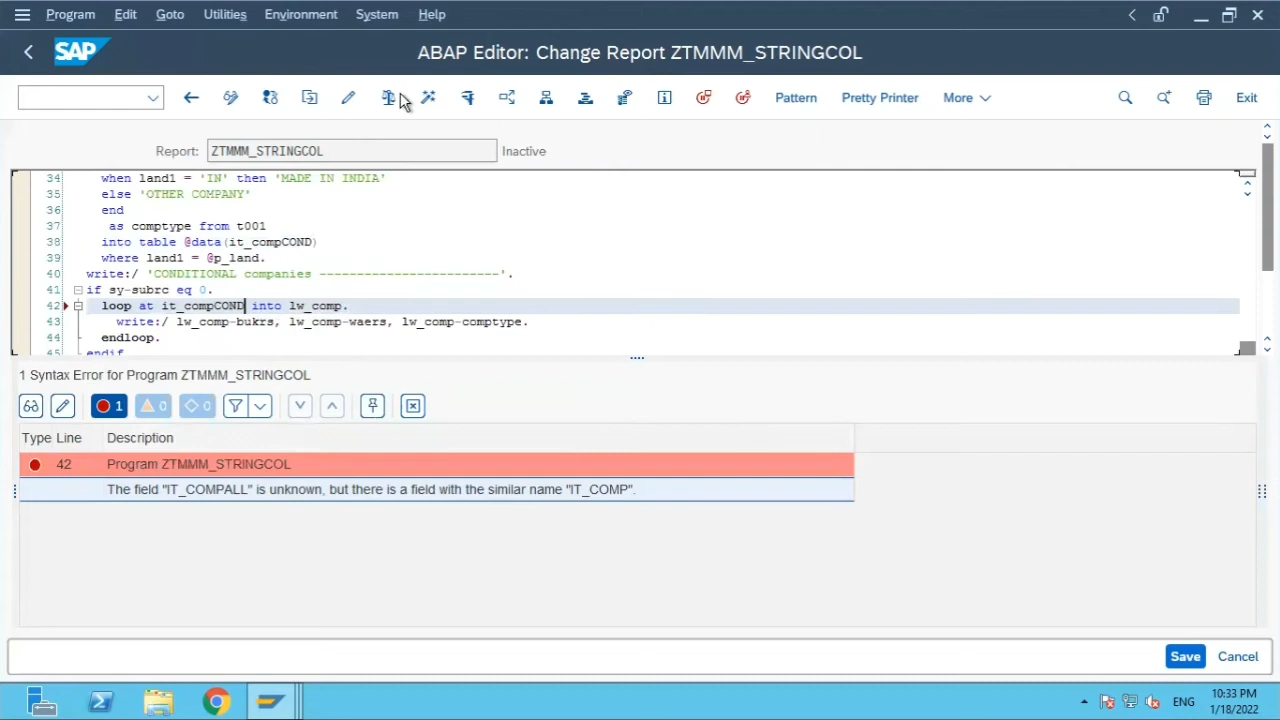 Program Edit Goto Utilities Environment System Help
SAP ABAP Editor: Change Report ZTMMM_STRINGCOL
Pattern Pretty Printer More Exit
Report: ZTMMM_STRINGCOL Inactive
34 when land1 = 'IN' then 'MADE IN INDIA'
35 else 'OTHER COMPANY'
36 end
37 as comptype from t001
38 into table @data(it_compCOND)
39 where land1 = @p_land.
40 write:/ 'CONDITIONAL companies ------------------------'.
41 if sy-subrc eq 0.
42 loop at it_compCOND into lw_comp.
43 write:/ lw_comp-bukrs, lw_comp-waers, lw_comp-comptype.
44 endloop.
45 endif
1 Syntax Error for Program ZTMMM_STRINGCOL
1 0 0
Type Line Description
42 Program ZTMMM_STRINGCOL
The field "IT_COMPALL" is unknown, but there is a field with the similar name "IT_COMP".
Save Cancel
ENG 10:33 PM
1/18/2022